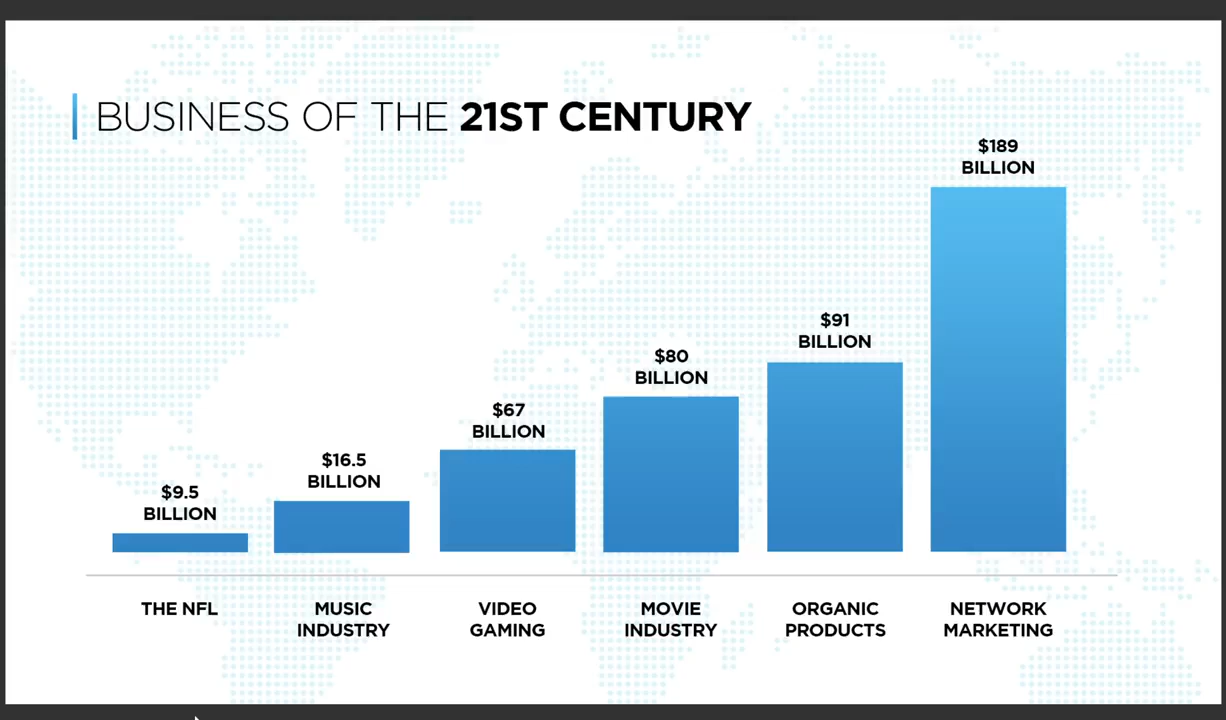 BUSINESS OF THE 21ST CENTURY
$189
BILLION
$91
BILLION
$80
BILLION
$67
BILLION
$16.5
BILLION
$9.5
BILLION
THE NFL
MUSIC
INDUSTRY
VIDEO
GAMING
MOVIE
INDUSTRY
ORGANIC
PRODUCTS
NETWORK
MARKETING